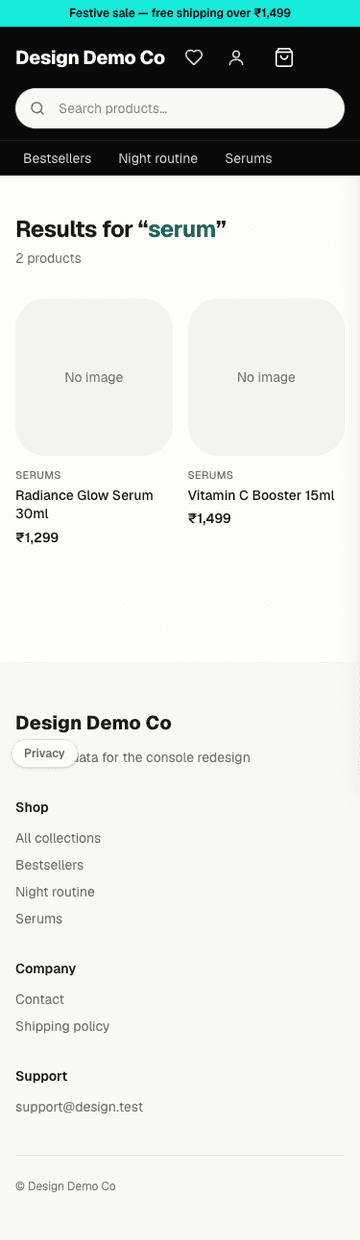 Festive sale — free shipping over ₹1,499
Design Demo Co
Search products...
Bestsellers Night routine Serums
Results for “serum”
2 products
No image No image
SERUMS
Radiance Glow Serum
30ml
₹1,299
SERUMS
Vitamin C Booster 15ml
₹1,499
Design Demo Co
Privacy
data for the console redesign
Shop
All collections
Bestsellers
Night routine
Serums
Company
Contact
Shipping policy
Support
support@design.test
© Design Demo Co